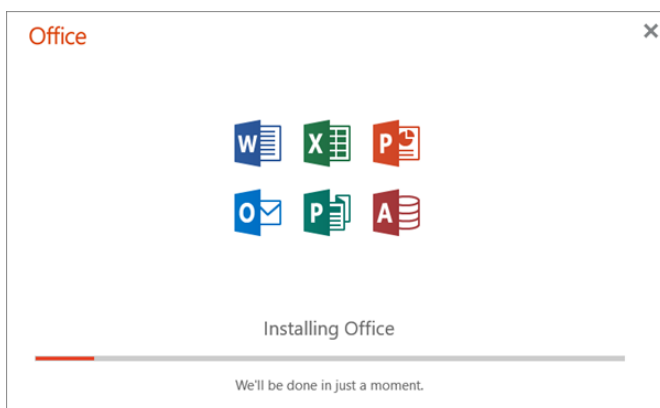 Office
W X P
O P A
Installing Office
We'll be done in just a moment.